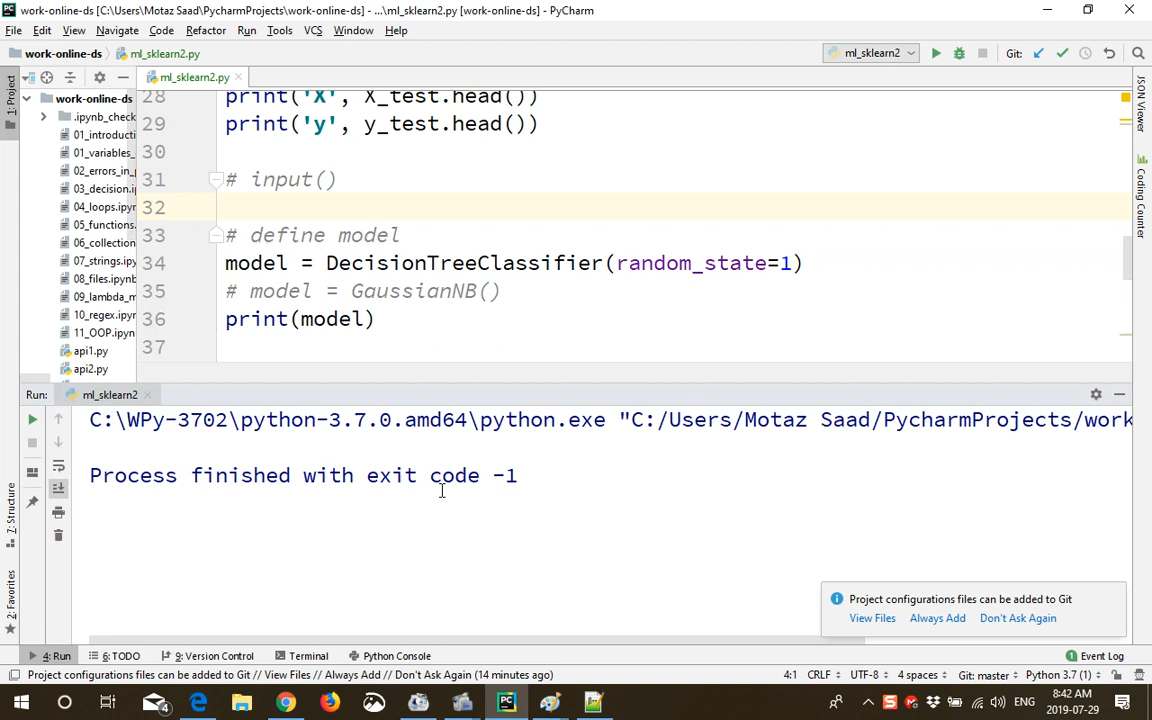 work-online-ds [C:\Users\Motaz Saad\PycharmProjects\work-online-ds] - ...\ml_sklearn2.py [work-online-ds] - PyCharm
File Edit View Navigate Code Refactor Run Tools VCS Window Help
work-online-ds ml_sklearn2.py ml_sklearn2 Git:
1: Project
ml_sklearn2.py
work-online-ds
.ipynb_check
01_introducti
01_variables_
02_errors_in_
03_decision.i
04_loops.ipyr
05_functions.
06_collection
07_strings.ipy
08_files.ipynb
09_lambda_m
10_regex.ipyr
11_OOP.ipyn
api1.py
api2.py
28 print('X', X_test.head())
29 print('y', y_test.head())
30
31 # input()
32
33 # define model
34 model = DecisionTreeClassifier(random_state=1)
35 # model = GaussianNB()
36 print(model)
37
JSON Viewer
Coding Counter
Run: ml_sklearn2
C:\WPy-3702\python-3.7.0.amd64\python.exe "C:/Users/Motaz Saad/PycharmProjects/work
Process finished with exit code -1
7: Structure
2: Favorites
Project configurations files can be added to Git
View Files Always Add Don't Ask Again
4: Run 6: TODO 9: Version Control Terminal Python Console 1 Event Log
Project configurations files can be added to Git // View Files // Always Add // Don't Ask Again (14 minutes ago) 4:1 CRLF UTF-8 4 spaces Git: master Python 3.7 (1)
4 ENG 8:42 AM
2019-07-29